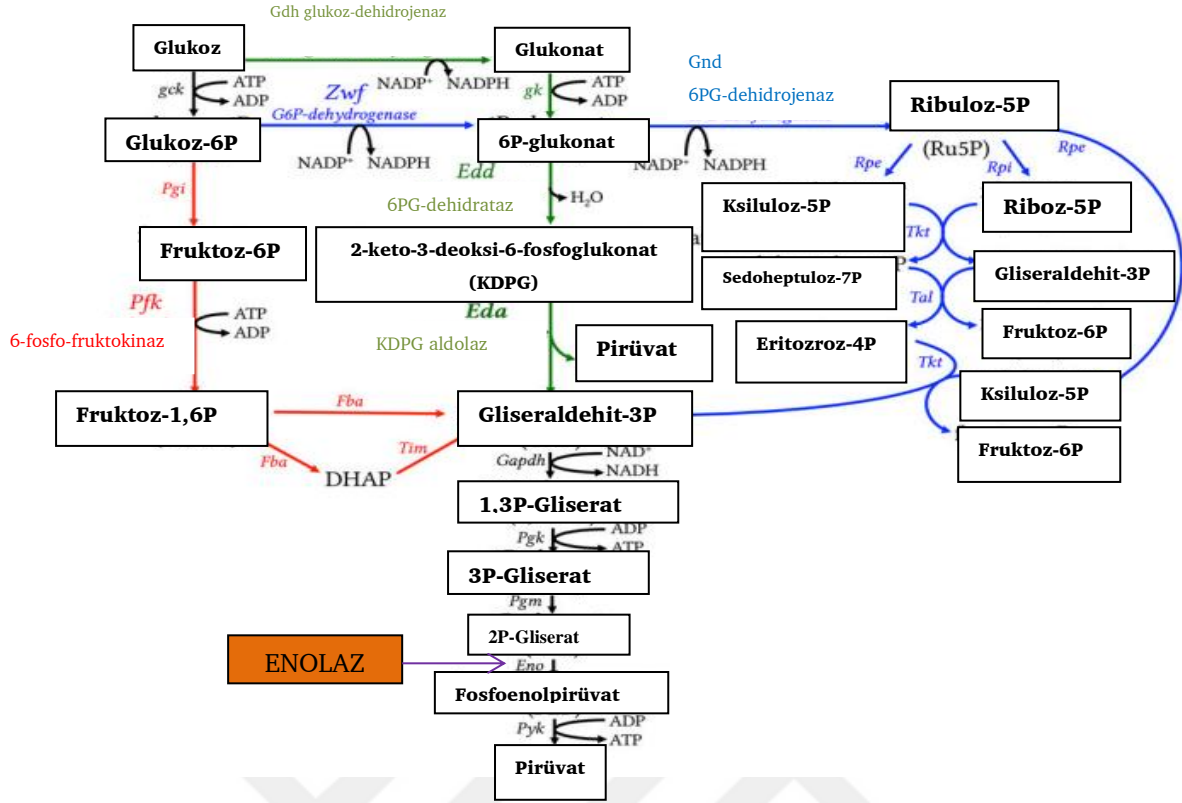 Gdh glukoz-dehidrojenaz
Glukoz
Glukonat
NADP⁺ NADPH
gck
ATP
ADP
gk
ATP
ADP
Gnd
6PG-dehidrojenaz
Zwf
G6P-dehydrogenase
Glukoz-6P
NADP⁺ NADPH
6P-glukonat
NADP⁺ NADPH
Ribuloz-5P
(Ru5P)
Rpe
Rpi
Rpe
Pgi
Edd
H₂O
6PG-dehidrataz
Ksiluloz-5P
Riboz-5P
Tkt
Fruktoz-6P
2-keto-3-deoksi-6-fosfoglukonat
(KDPG)
Sedoheptuloz-7P
P
Gliseraldehit-3P
Tal
Pfk
ATP
ADP
6-fosfo-fruktokinaz
Eda
KDPG aldolaz
Pirüvat
Eritozroz-4P
Fruktoz-6P
Tkt
Ksiluloz-5P
Fruktoz-6P
Fruktoz-1,6P
Fba
Gliseraldehit-3P
Fba
DHAP
Tim
Gapdh
NAD⁺
NADH
1,3P-Gliserat
Pgk
ADP
ATP
3P-Gliserat
Pgm
2P-Gliserat
ENOLAZ
Eno
Fosfoenolpirüvat
Pyk
ADP
ATP
Pirüvat